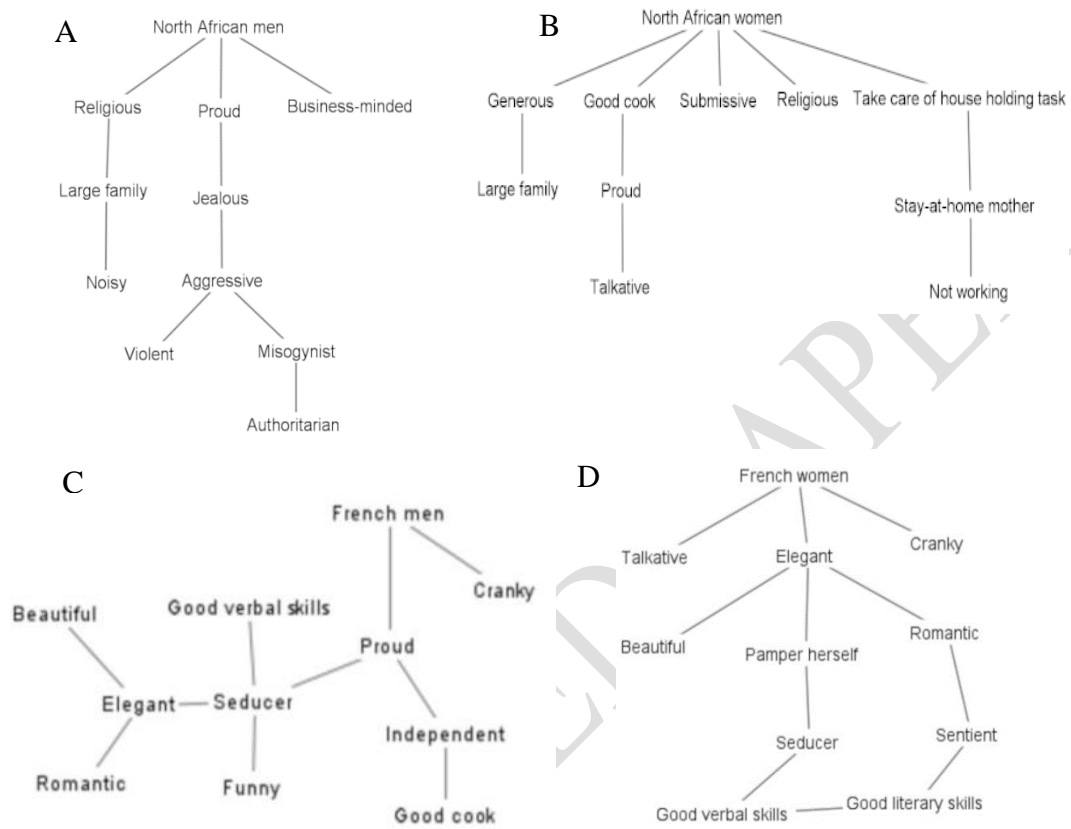 A
North African men
Religious
Proud
Business-minded
Large family
Jealous
Noisy
Aggressive
Violent
Misogynist
Authoritarian
B
North African women
Generous
Good cook
Submissive
Religious
Take care of house holding task
Large family
Proud
Stay-at-home mother
Talkative
Not working
C
French men
Cranky
Beautiful
Good verbal skills
Proud
Elegant
Seducer
Independent
Romantic
Funny
Good cook
D
French women
Talkative
Elegant
Cranky
Beautiful
Pamper herself
Romantic
Seducer
Sentient
Good verbal skills
Good literary skills